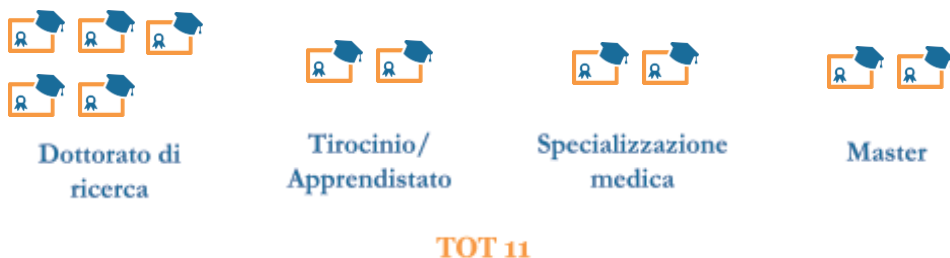 Dottorato di
ricerca
Tirocinio/
Apprendistato
Specializzazione
medica
Master
TOT 11